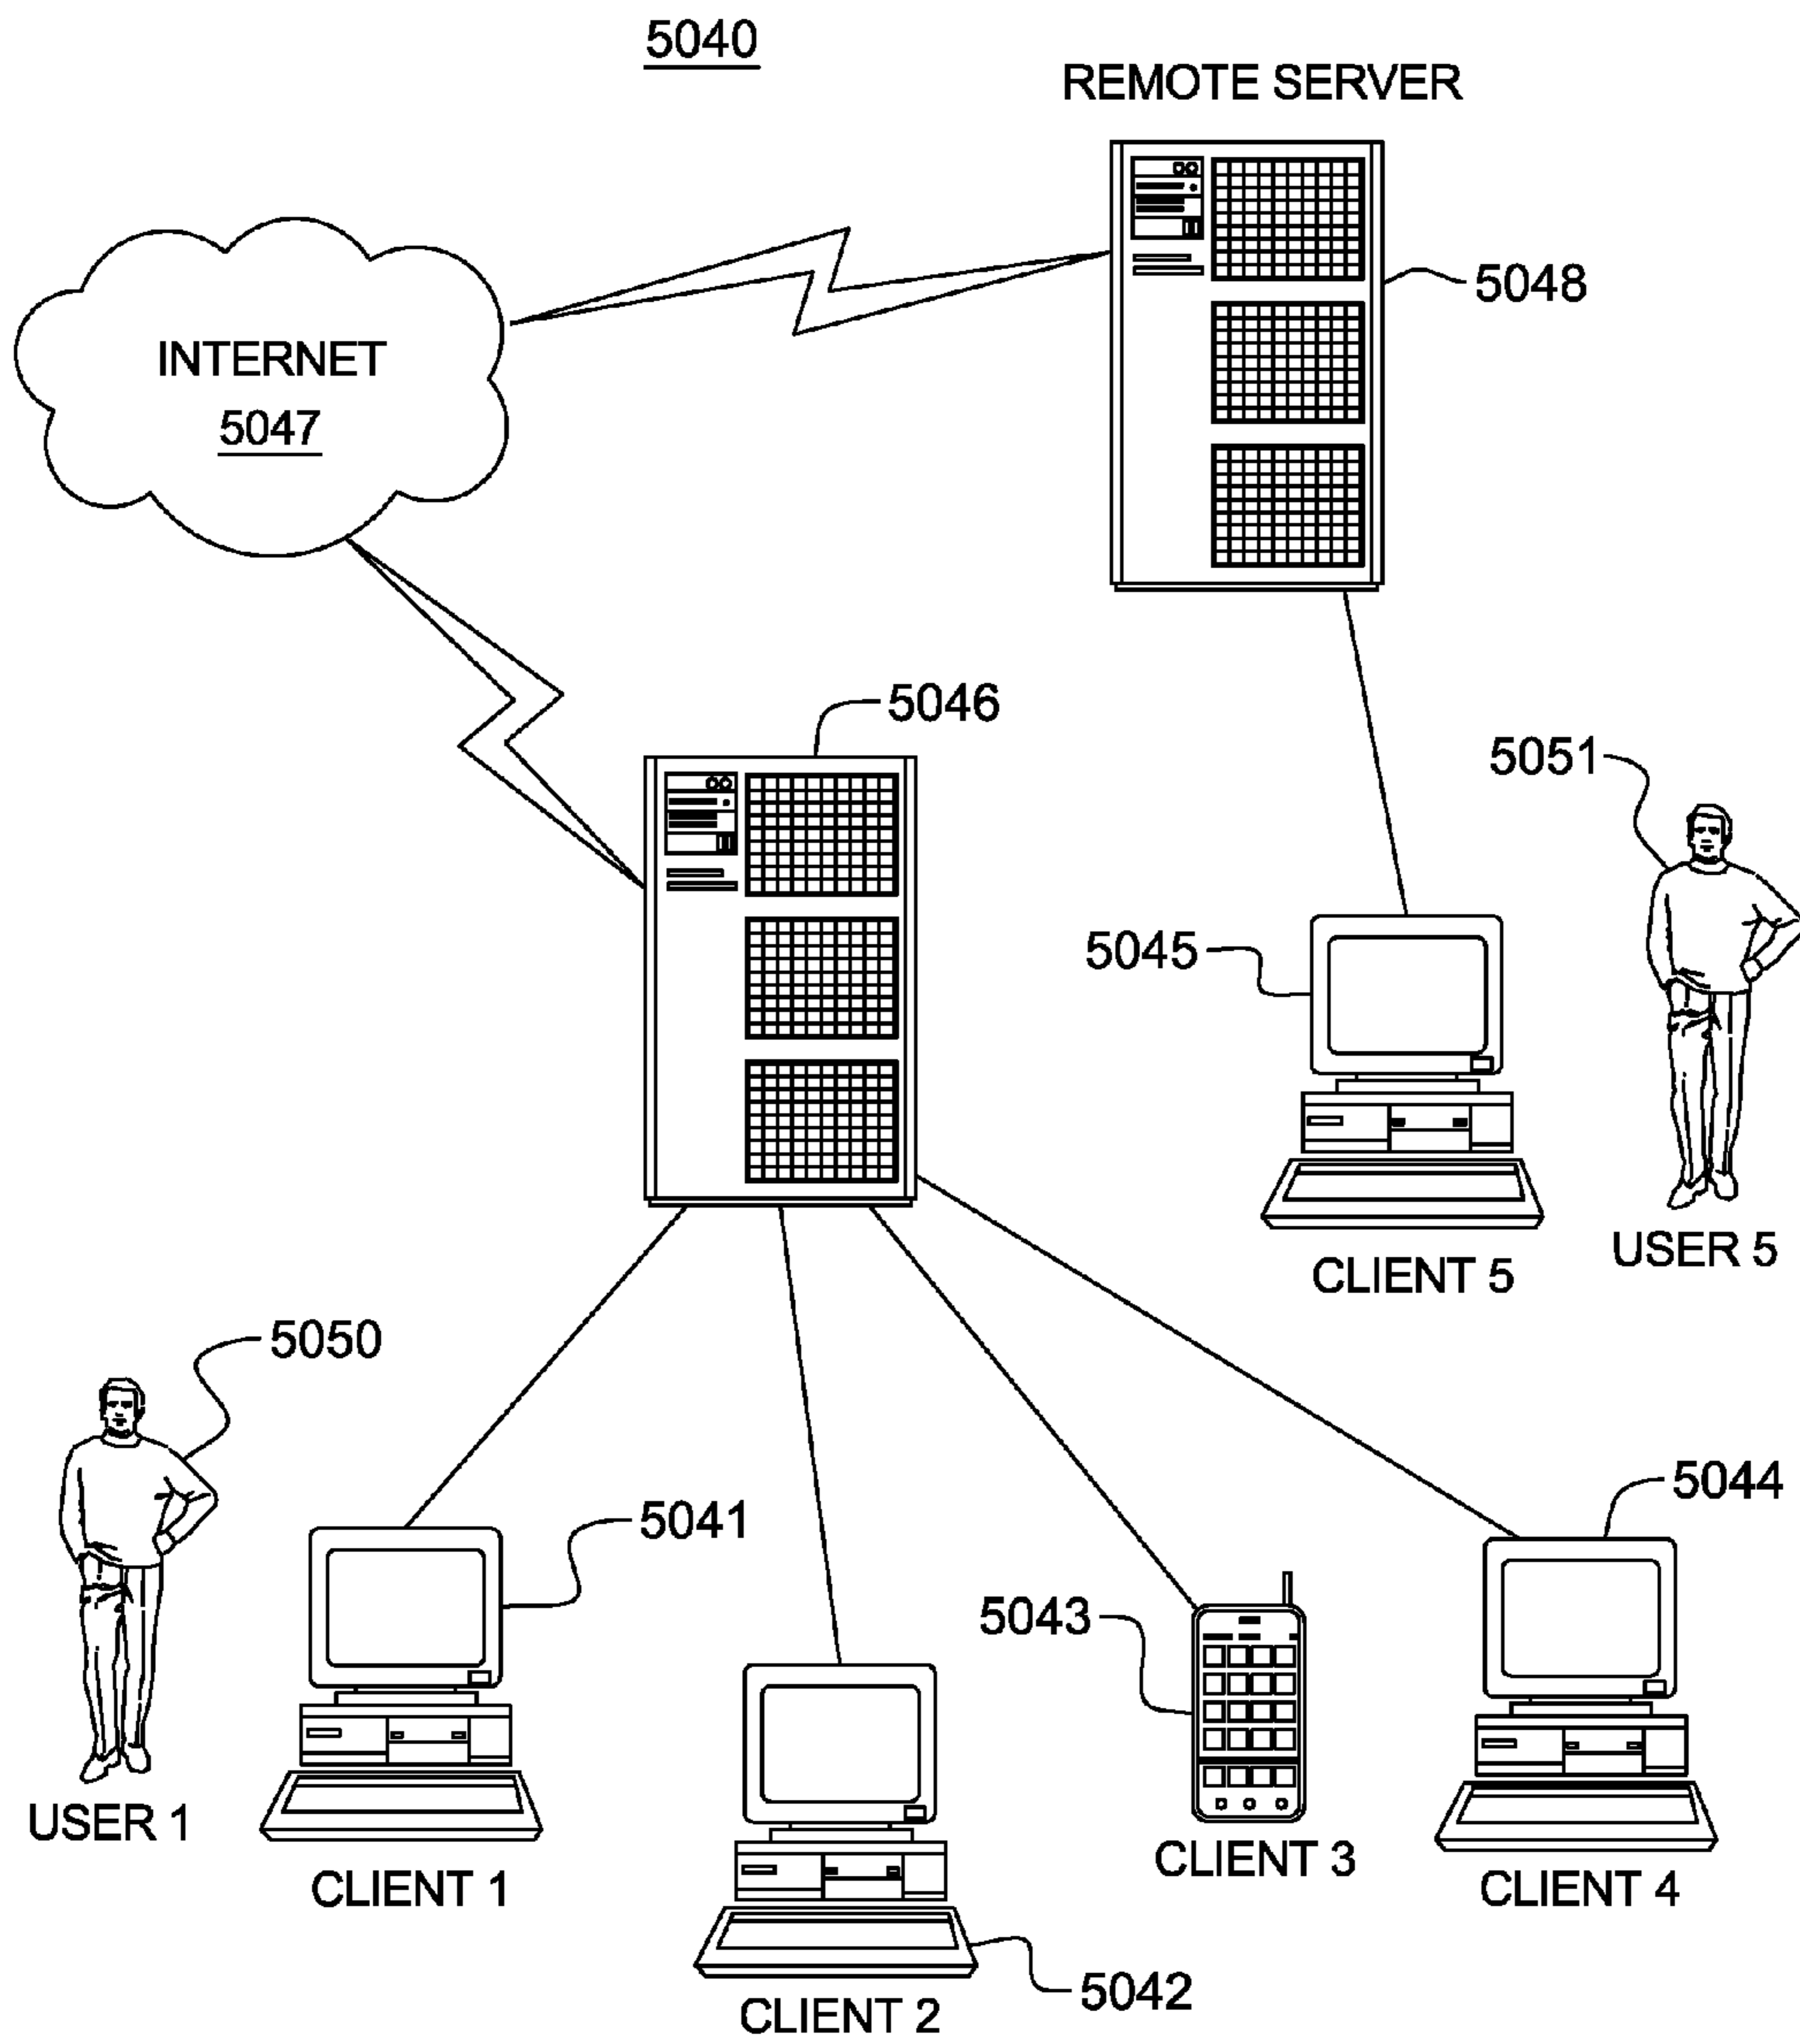 5040
REMOTE SERVER
5048
INTERNET
5047
5046
5051
5045
CLIENT 5
USER 5
5050
5041
5044
5043
USER 1
CLIENT 1
CLIENT 3
CLIENT 4
5042
CLIENT 2